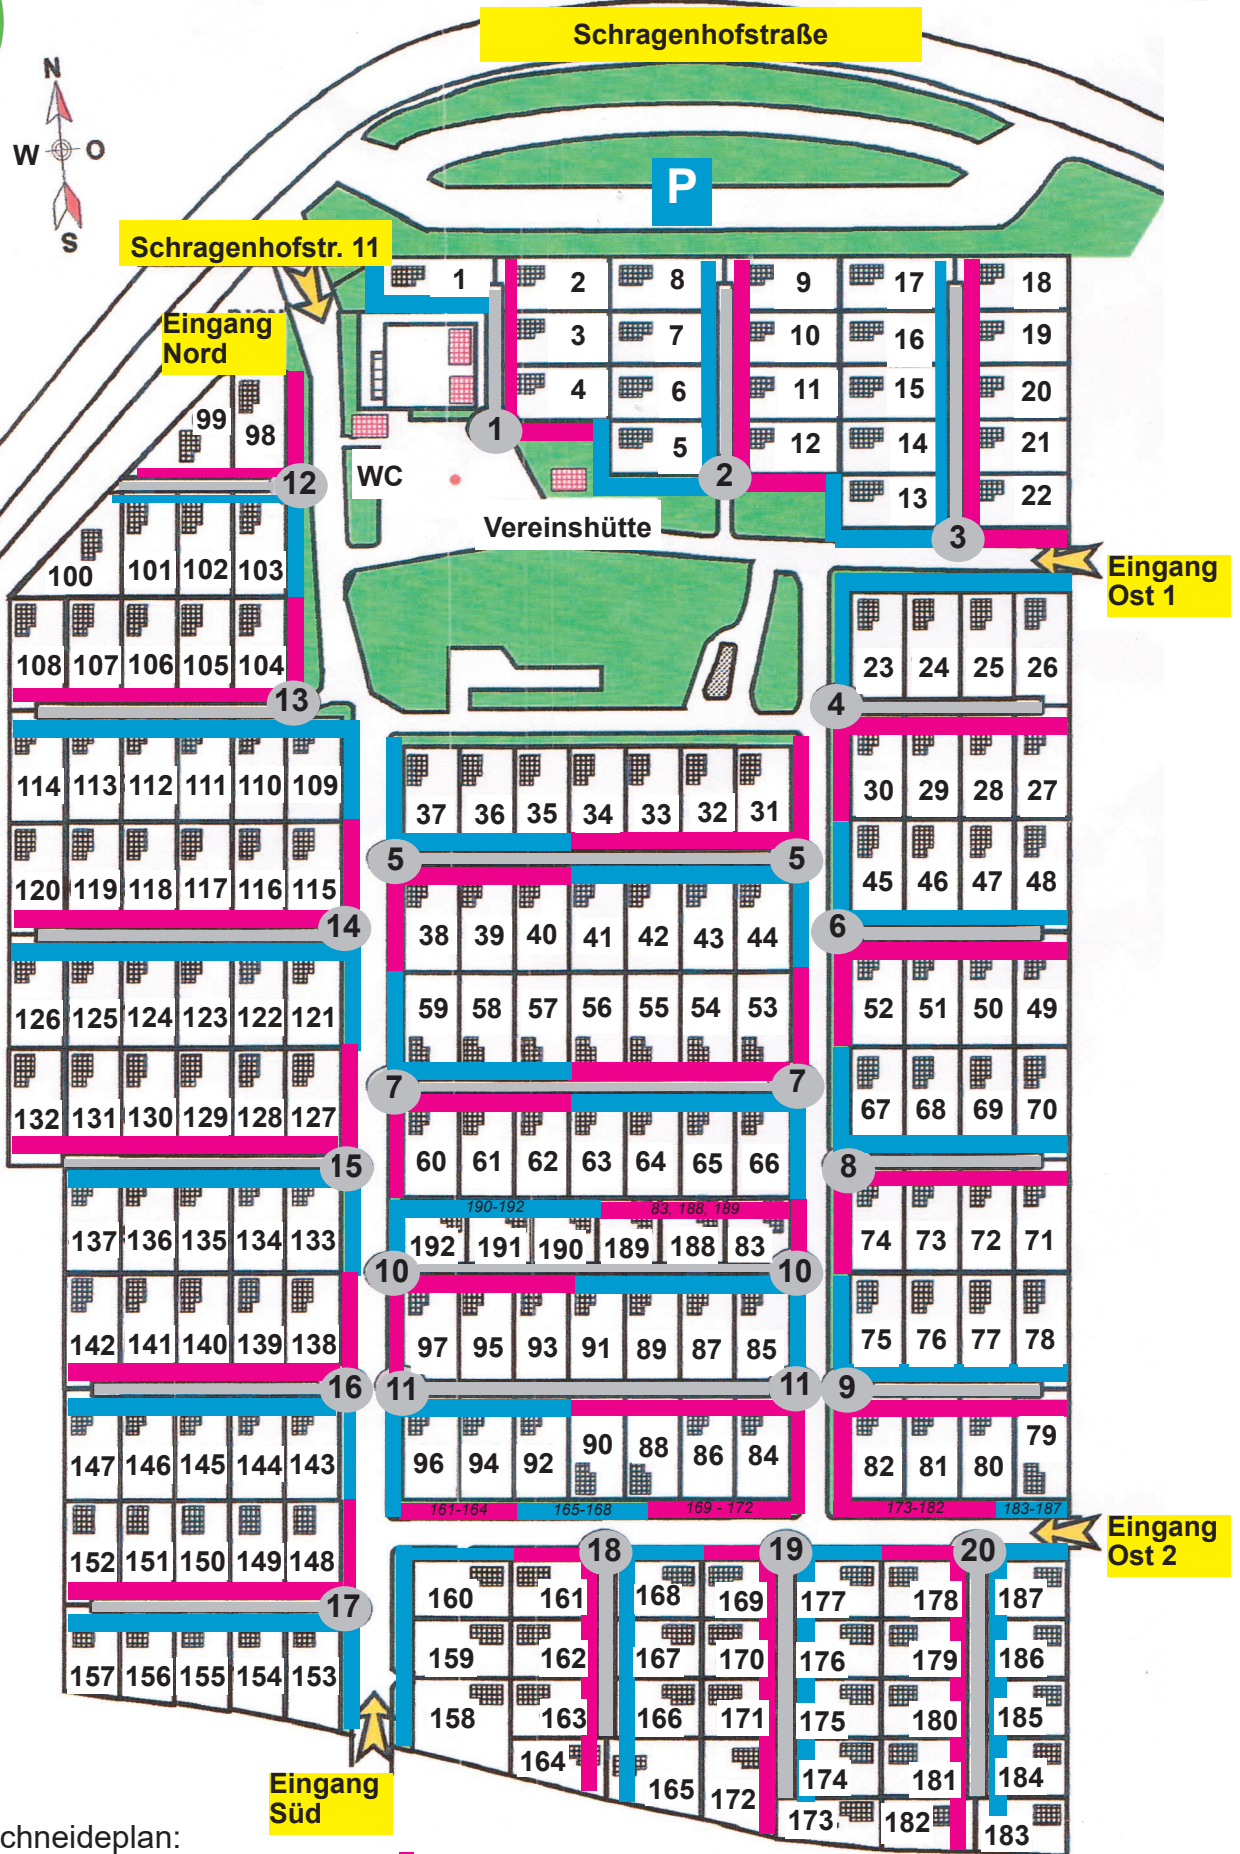 Schragenhofstraße
N
W O
S
P
Schragenhofstr. 11
Eingang
Nord
1 2 8 9 17 18
3 7 10 16 19
4 6 11 15 20
1
99 98 5 12 14 21
12 WC 2
13 22
Vereinshütte 3
100 101 102 103
Eingang
Ost 1
108 107 106 105 104 23 24 25 26
13 4
114 113 112 111 110 109 37 36 35 34 33 32 31 30 29 28 27
5 5
120 119 118 117 116 115 45 46 47 48
14 38 39 40 41 42 43 44 6
126 125 124 123 122 121 59 58 57 56 55 54 53 52 51 50 49
7 7
132 131 130 129 128 127 67 68 69 70
15 60 61 62 63 64 65 66 8
190-192 83, 188, 189
137 136 135 134 133 192 191 190 189 188 83 74 73 72 71
10 10
142 141 140 139 138 97 95 93 91 89 87 85 75 76 77 78
16 11 11 9
147 146 145 144 143 96 94 92 90 88 86 84 82 81 80 79
161-164 165-168 169 - 172 173-182 183-187
Eingang
Ost 2
152 151 150 149 148 18 19 20
17 160 161 168 169 177 178 187
157 156 155 154 153 159 162 167 170 176 179 186
158 163 166 171 175 180 185
164 165 172 174 181 184
173 182 183
Eingang
Süd
chneideplan: